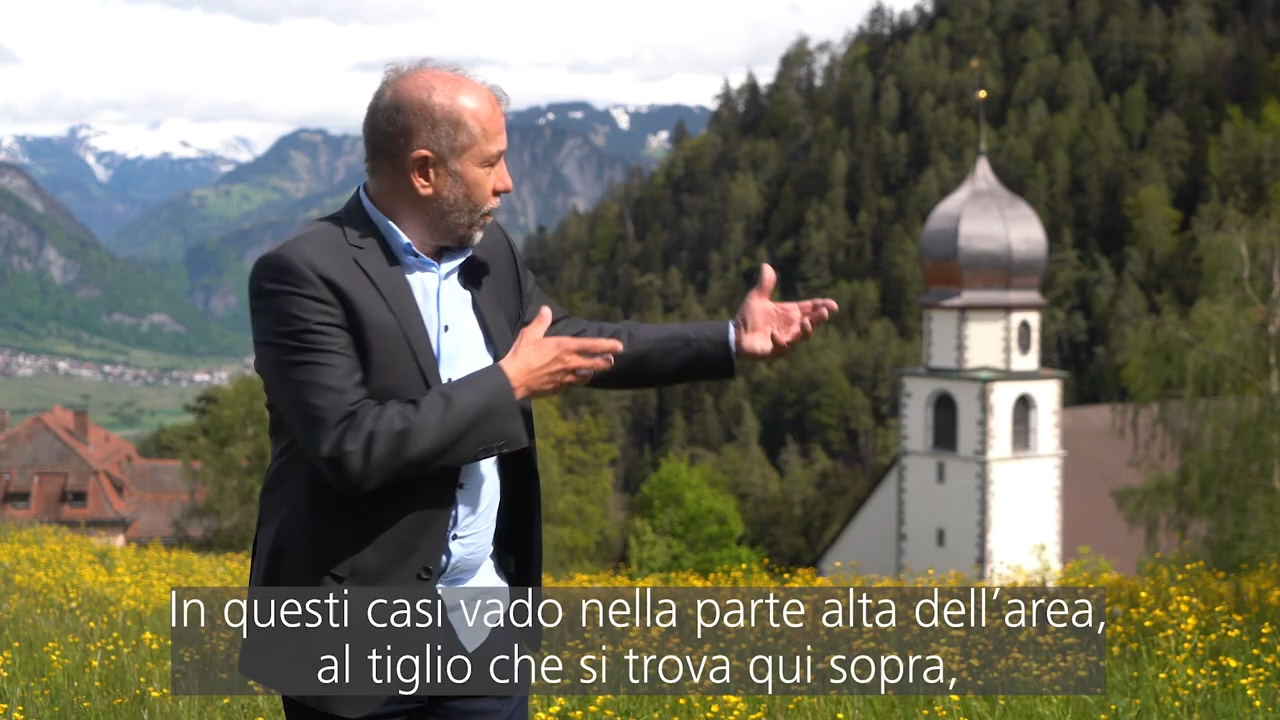 In questi casi vado nella parte alta dell’area,
al tiglio che si trova qui sopra,